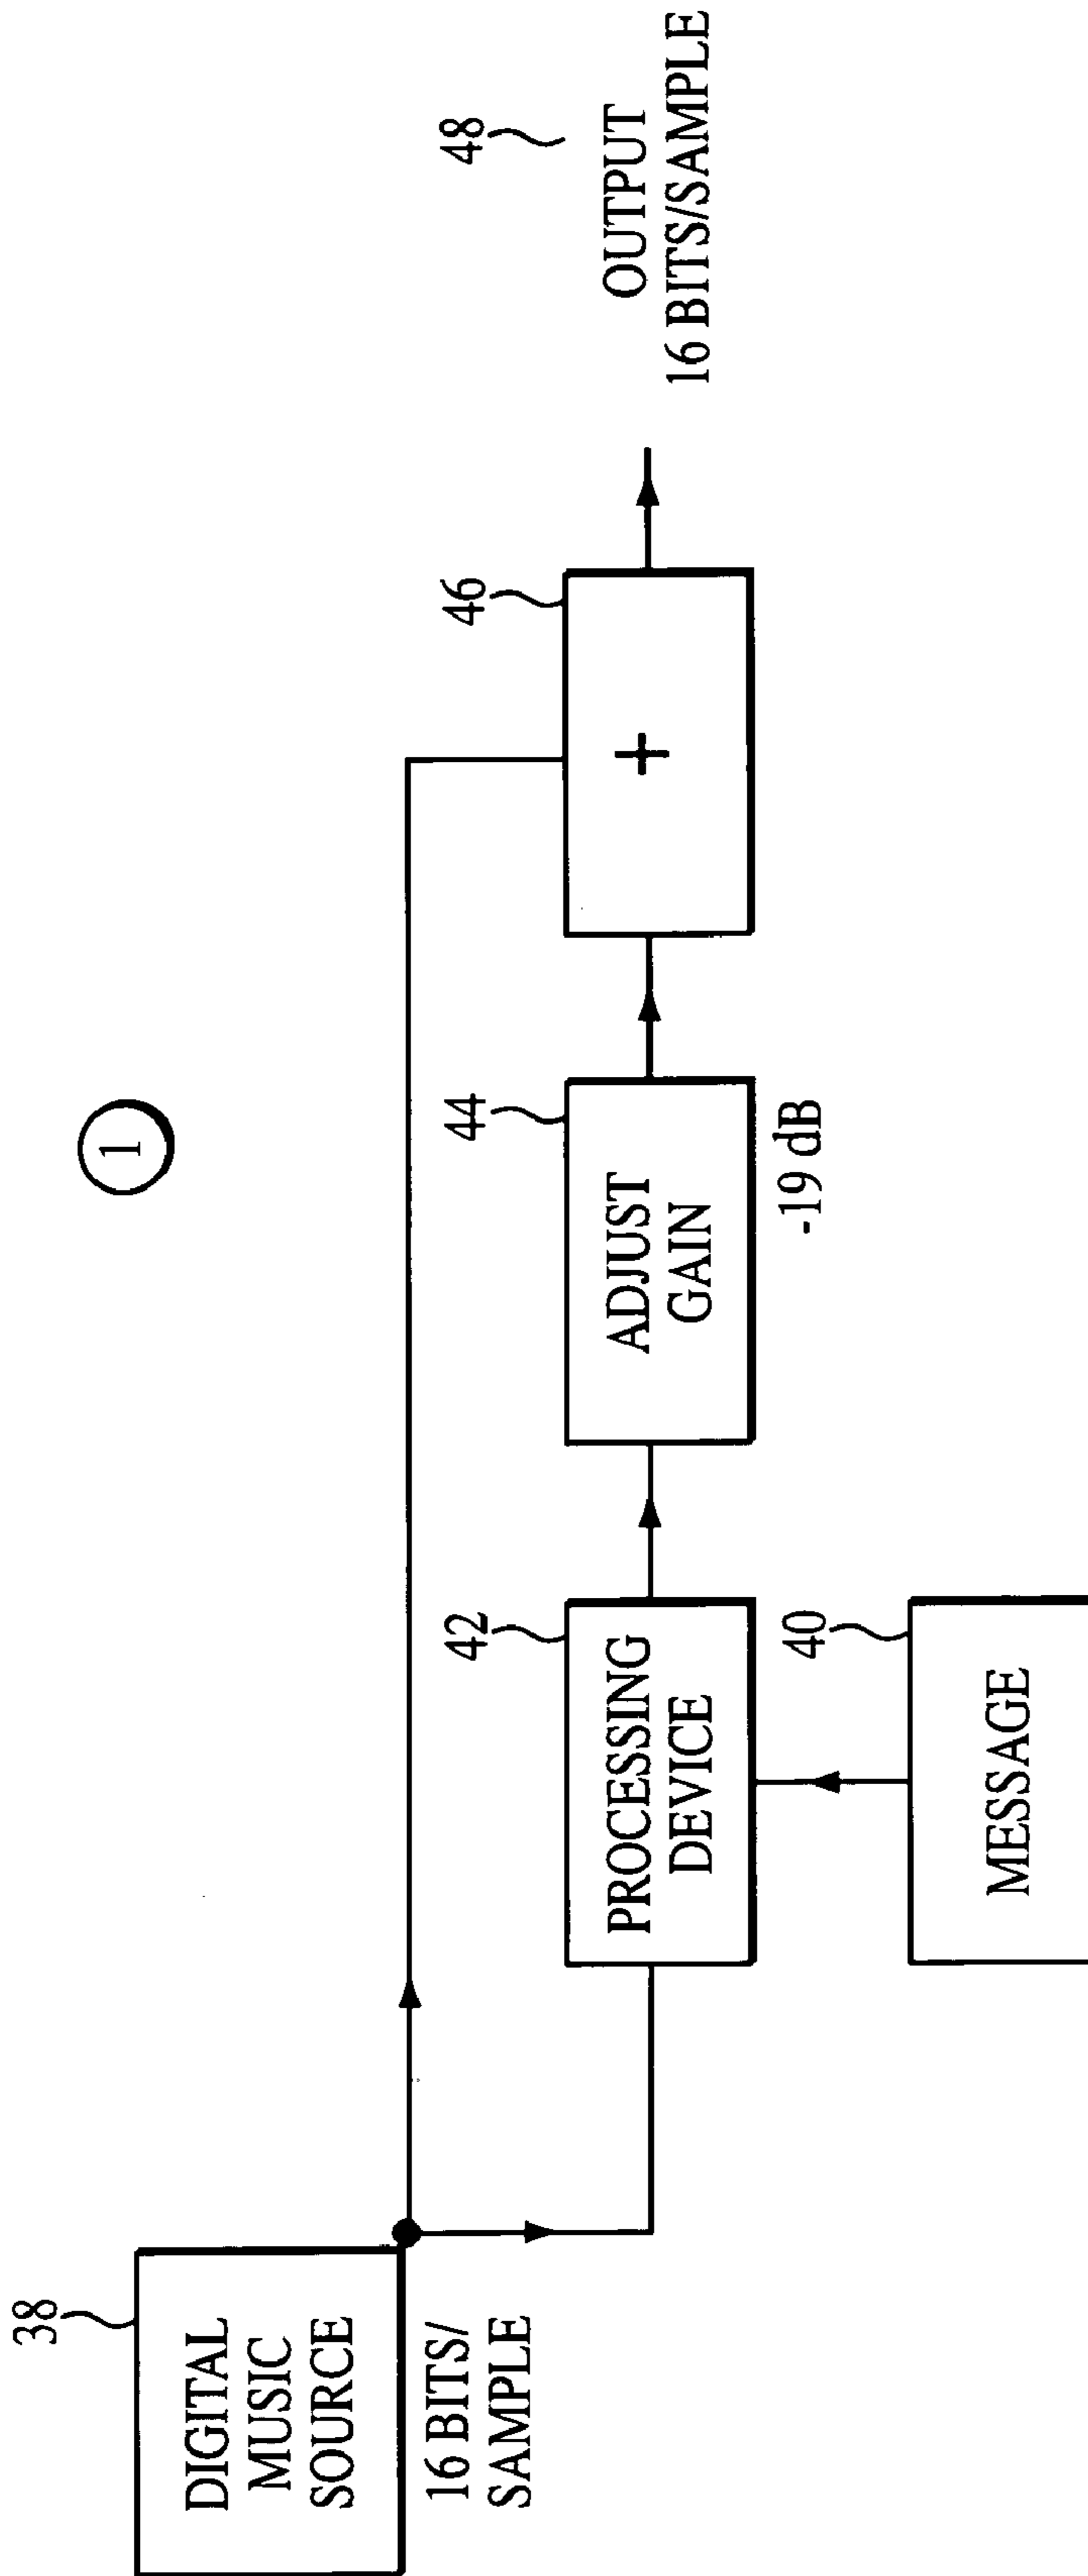 1
38
DIGITAL
MUSIC
SOURCE
16 BITS/
SAMPLE
42
PROCESSING
DEVICE
40
MESSAGE
44
ADJUST
GAIN
-19 dB
46
+
48
OUTPUT
16 BITS/SAMPLE